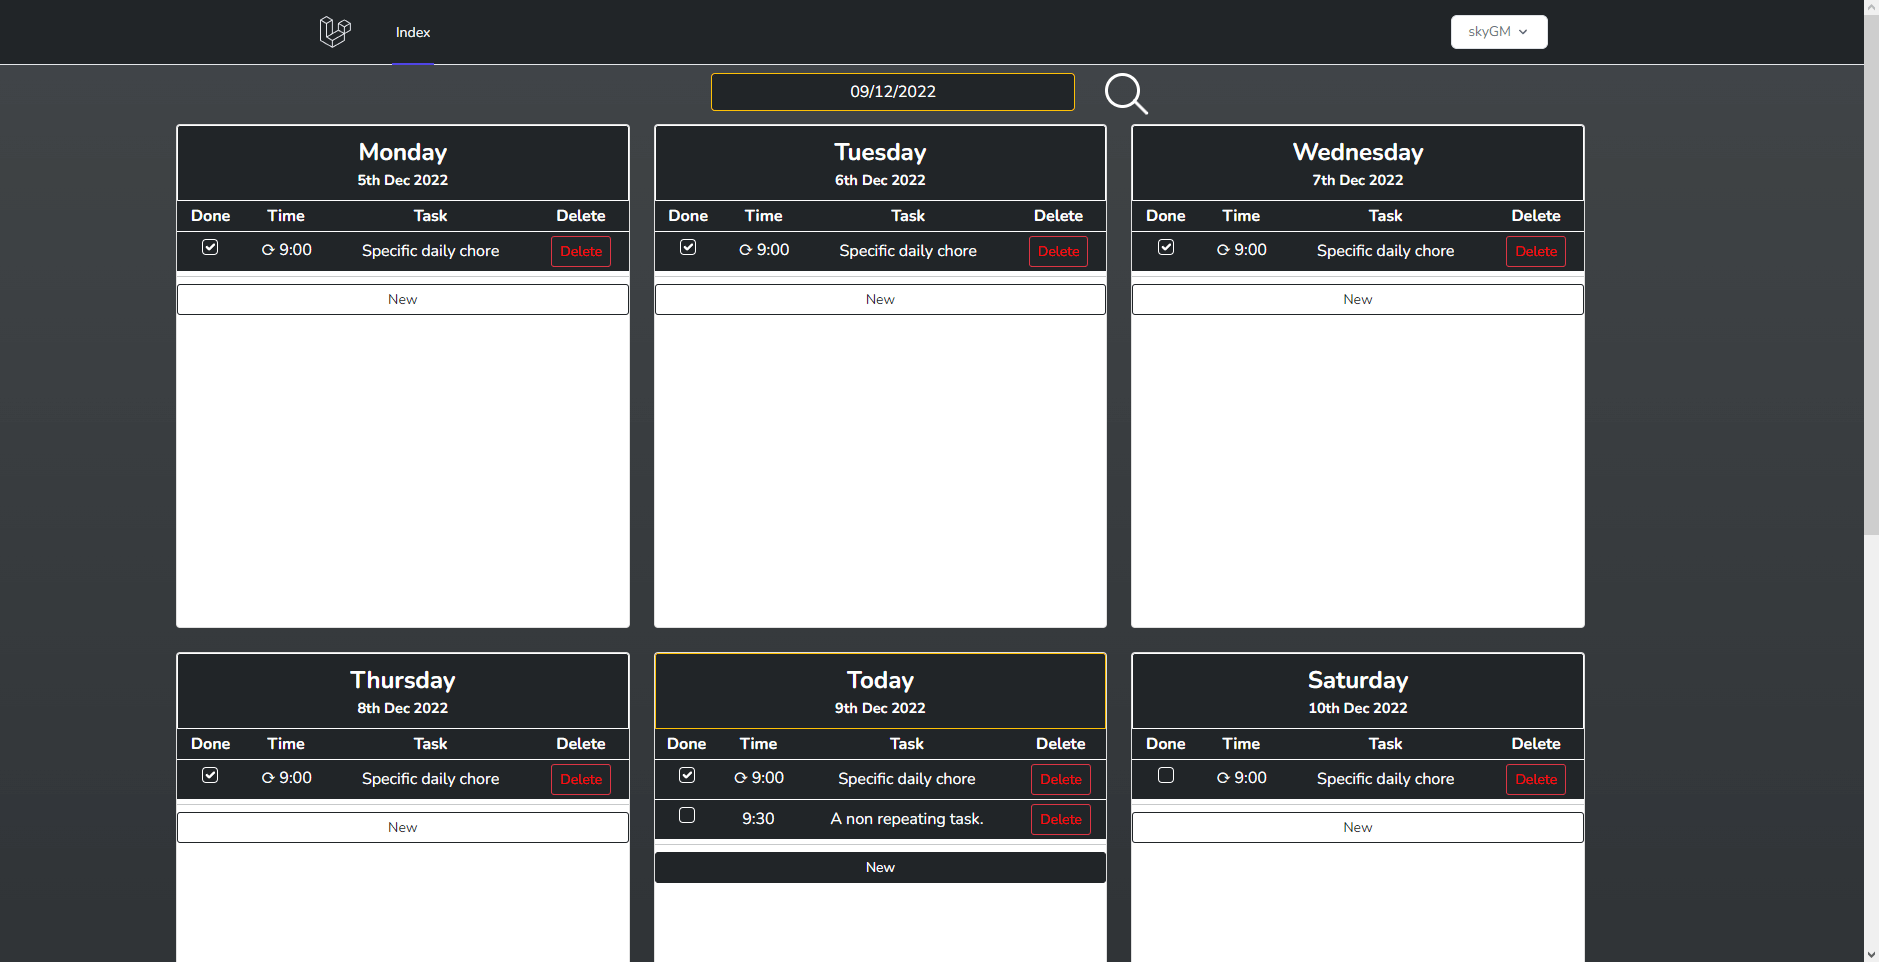 Index
skyGM
09/12/2022
Monday
5th Dec 2022
Done Time Task Delete
⟳ 9:00 Specific daily chore Delete
New
Tuesday
6th Dec 2022
Done Time Task Delete
⟳ 9:00 Specific daily chore Delete
New
Wednesday
7th Dec 2022
Done Time Task Delete
⟳ 9:00 Specific daily chore Delete
New
Thursday
8th Dec 2022
Done Time Task Delete
⟳ 9:00 Specific daily chore Delete
New
Today
9th Dec 2022
Done Time Task Delete
⟳ 9:00 Specific daily chore Delete
9:30 A non repeating task. Delete
New
Saturday
10th Dec 2022
Done Time Task Delete
⟳ 9:00 Specific daily chore Delete
New